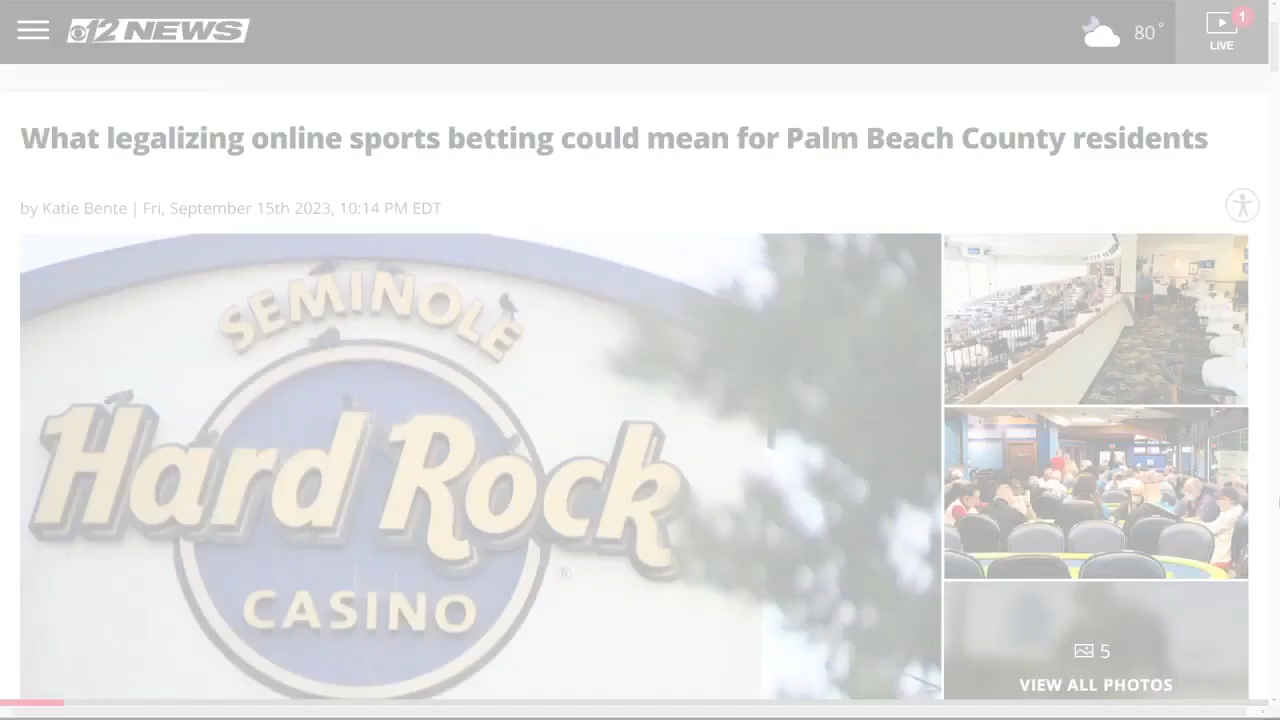 12 NEWS
80°
1
LIVE
What legalizing online sports betting could mean for Palm Beach County residents
by Katie Bente | Fri, September 15th 2023, 10:14 PM EDT
SEMINOLE
Hard Rock
®
CASINO
5
VIEW ALL PHOTOS